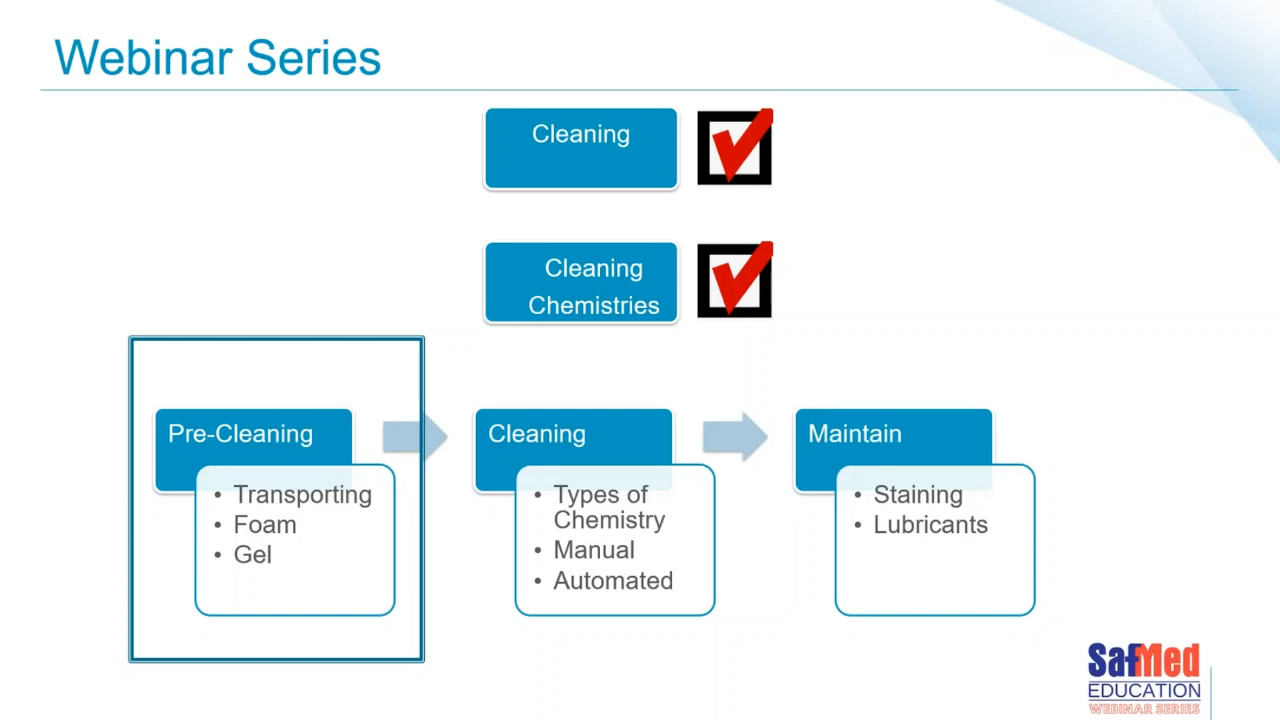 Webinar Series
Cleaning
Cleaning
Chemistries
Pre-Cleaning
• Transporting
• Foam
• Gel
Cleaning
• Types of
Chemistry
• Manual
• Automated
Maintain
• Staining
• Lubricants
SafMed
EDUCATION
WEBINAR SERIES